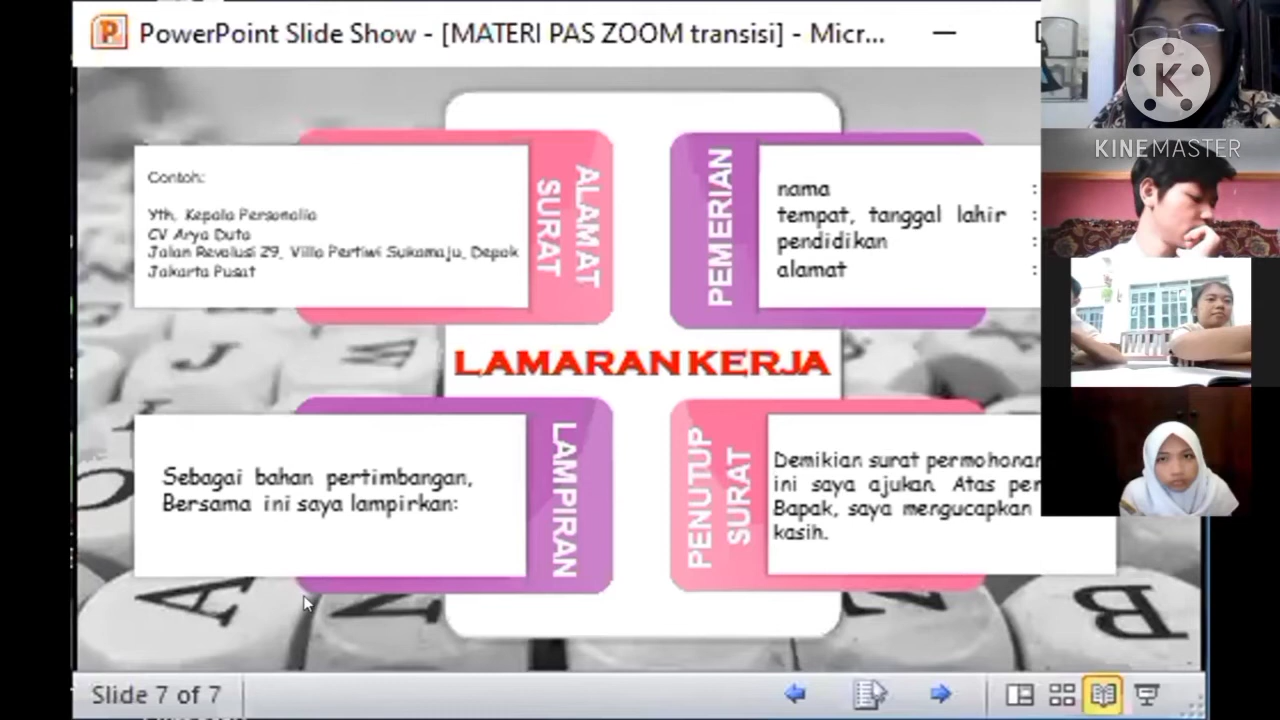 PowerPoint Slide Show - [MATERI PAS ZOOM transisi] - Micr...
K
KINEMASTER
Contoh:
Yth. Kepala Personalia
CV Arya Duta
Jalan Revolusi 29, Villa Pertiwi Sukamaju, Depok
Jakarta Pusat
ALAMAT
SURAT
PEMERIAN
nama :
tempat, tanggal lahir :
pendidikan :
alamat :
LAMARAN KERJA
Sebagai bahan pertimbangan,
Bersama ini saya lampirkan:
LAMPIRAN
PENUTUP
SURAT
Demikian surat permohonan
ini saya ajukan. Atas per
Bapak, saya mengucapkan
kasih.
J
W
A
N
Z
B
Slide 7 of 7